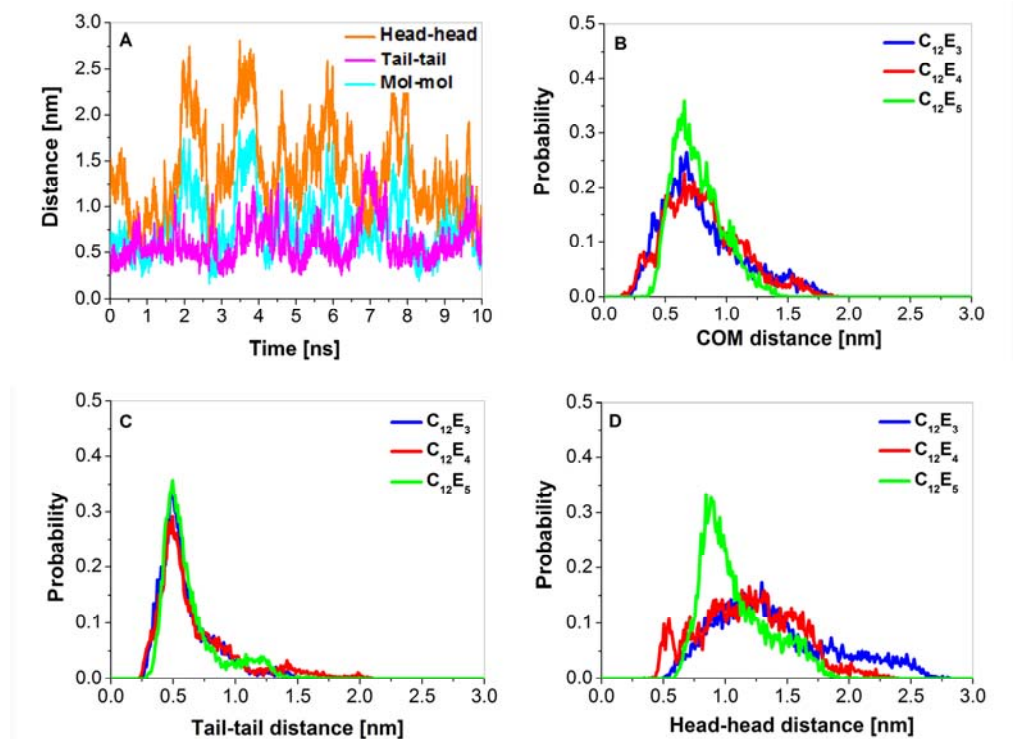 A
Head-head
Tail-tail
Mol-mol
3.0
2.5
2.0
1.5
1.0
0.5
0.0
Distance [nm]
0 1 2 3 4 5 6 7 8 9 10
Time [ns]
B
C₁₂E₃
C₁₂E₄
C₁₂E₅
0.5
0.4
0.3
0.2
0.1
0.0
Probability
0.0 0.5 1.0 1.5 2.0 2.5 3.0
COM distance [nm]
C
C₁₂E₃
C₁₂E₄
C₁₂E₅
0.5
0.4
0.3
0.2
0.1
0.0
Probability
0.0 0.5 1.0 1.5 2.0 2.5 3.0
Tail-tail distance [nm]
D
C₁₂E₃
C₁₂E₄
C₁₂E₅
0.5
0.4
0.3
0.2
0.1
0.0
Probability
0.0 0.5 1.0 1.5 2.0 2.5 3.0
Head-head distance [nm]